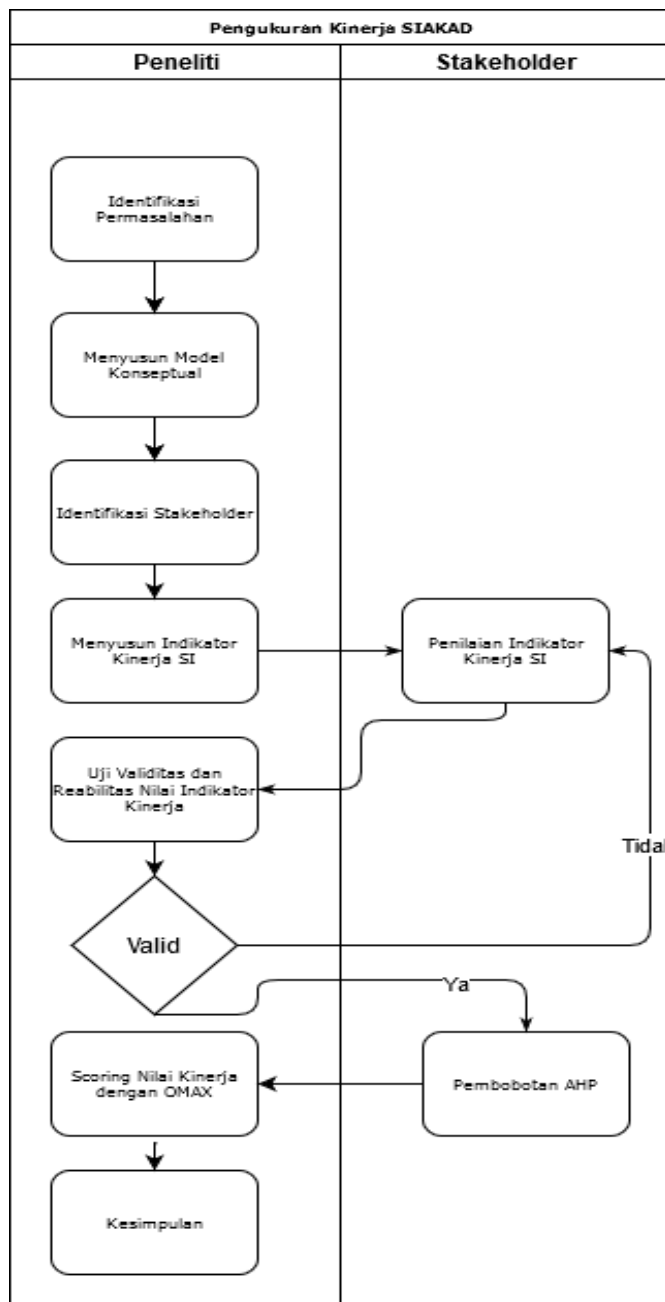 Pengukuran Kinerja SIAKAD
Peneliti
Stakeholder
Identifikasi
Permasalahan
Menyusun Model
Konseptual
Identifikasi Stakeholder
Menyusun Indikator
Kinerja SI
Penilaian Indikator
Kinerja SI
Uji Validitas dan
Reabilitas Nilai Indikator
Kinerja
Tidak
Valid
Ya
Scoring Nilai Kinerja
dengan OMAX
Pembobotan AHP
Kesimpulan